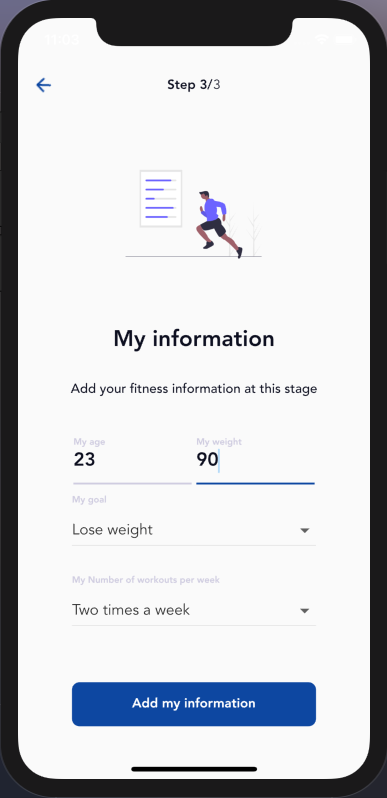 11:03
Step 3/3
My information
Add your fitness information at this stage
My age
My weight
23
90
My goal
Lose weight
My Number of workouts per week
Two times a week
Add my information